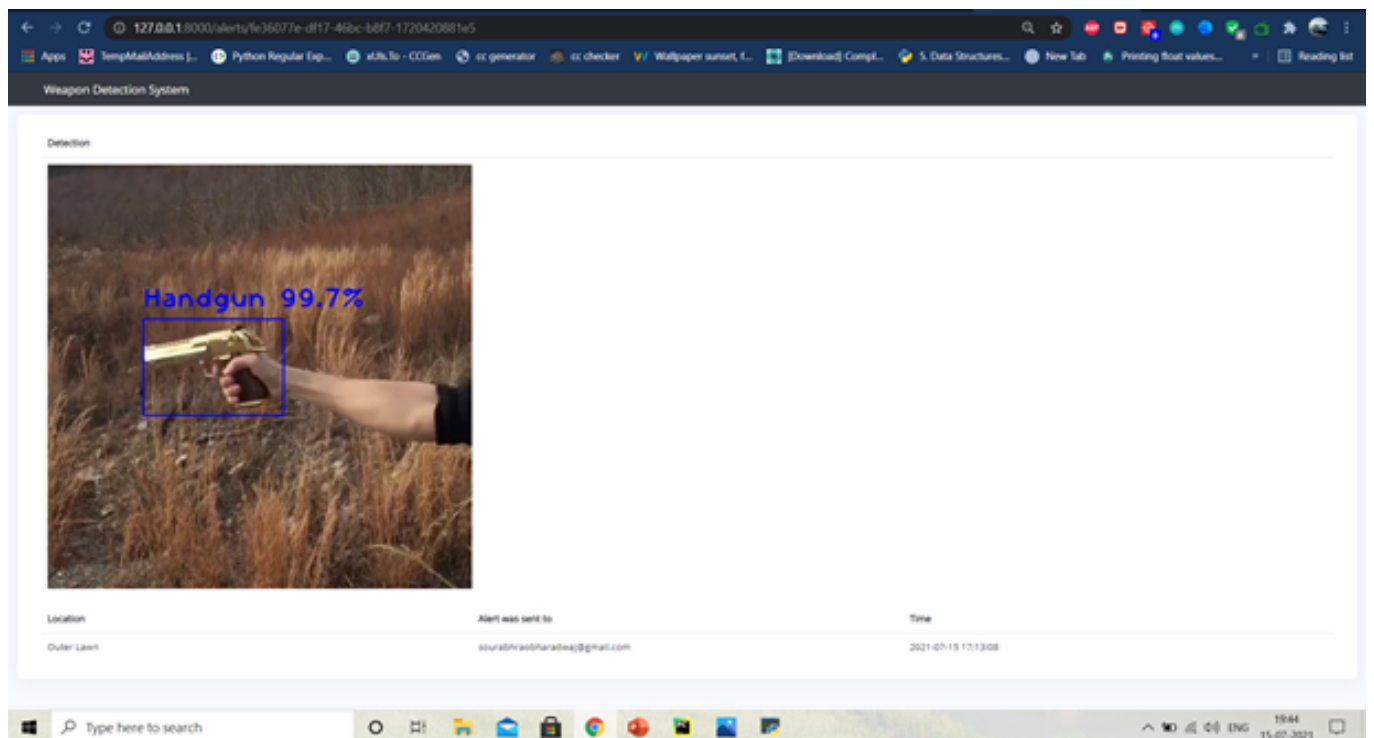 127.0.0.1:8000/alerts/fe36077e-df17-46bc-b8f7-1720420881e5
Apps TempMailAddress |... Python Regular Exp... xUls.To - CCGen cc generator cc checker Wallpaper sunset, f... [Download] Compl... 5. Data Structures... New Tab Printing float values... » Reading list
Weapon Detection System
Detection
Handgun 99.7%
Location Alert was sent to Time
Outer Lawn sourabhraobharadwaj@gmail.com 2021-07-15 17:13:08
Type here to search ENG 19:44
15-07-2021